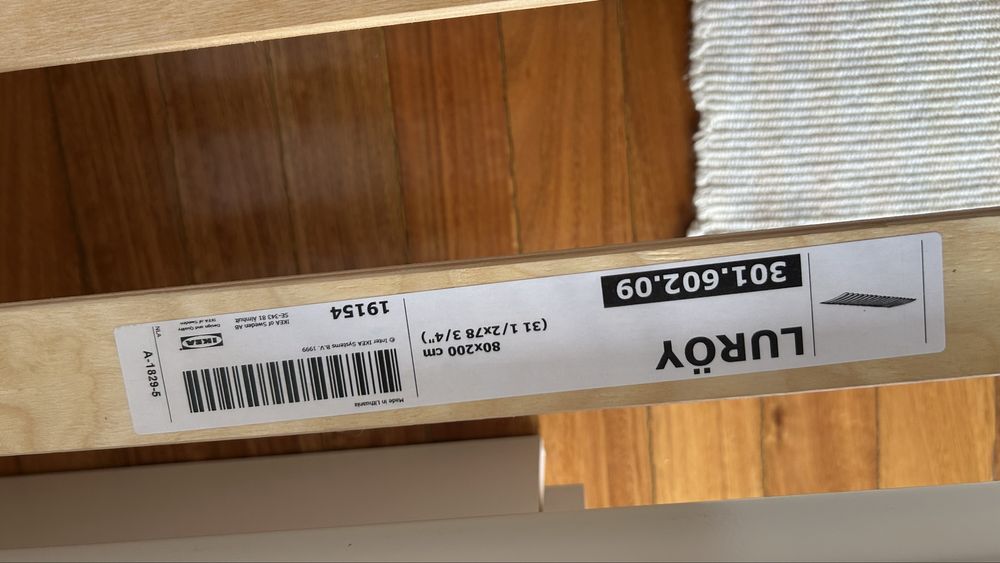 LURÖY
301.602.09
80x200 cm
(31 1/2x78 3/4")
Made in Lithuania
© Inter IKEA Systems B.V. 1999
19154
IKEA of Sweden AB
SE-343 81 Älmhult
IKEA
Design and Quality
IKEA of Sweden
NLA
A-1829-5